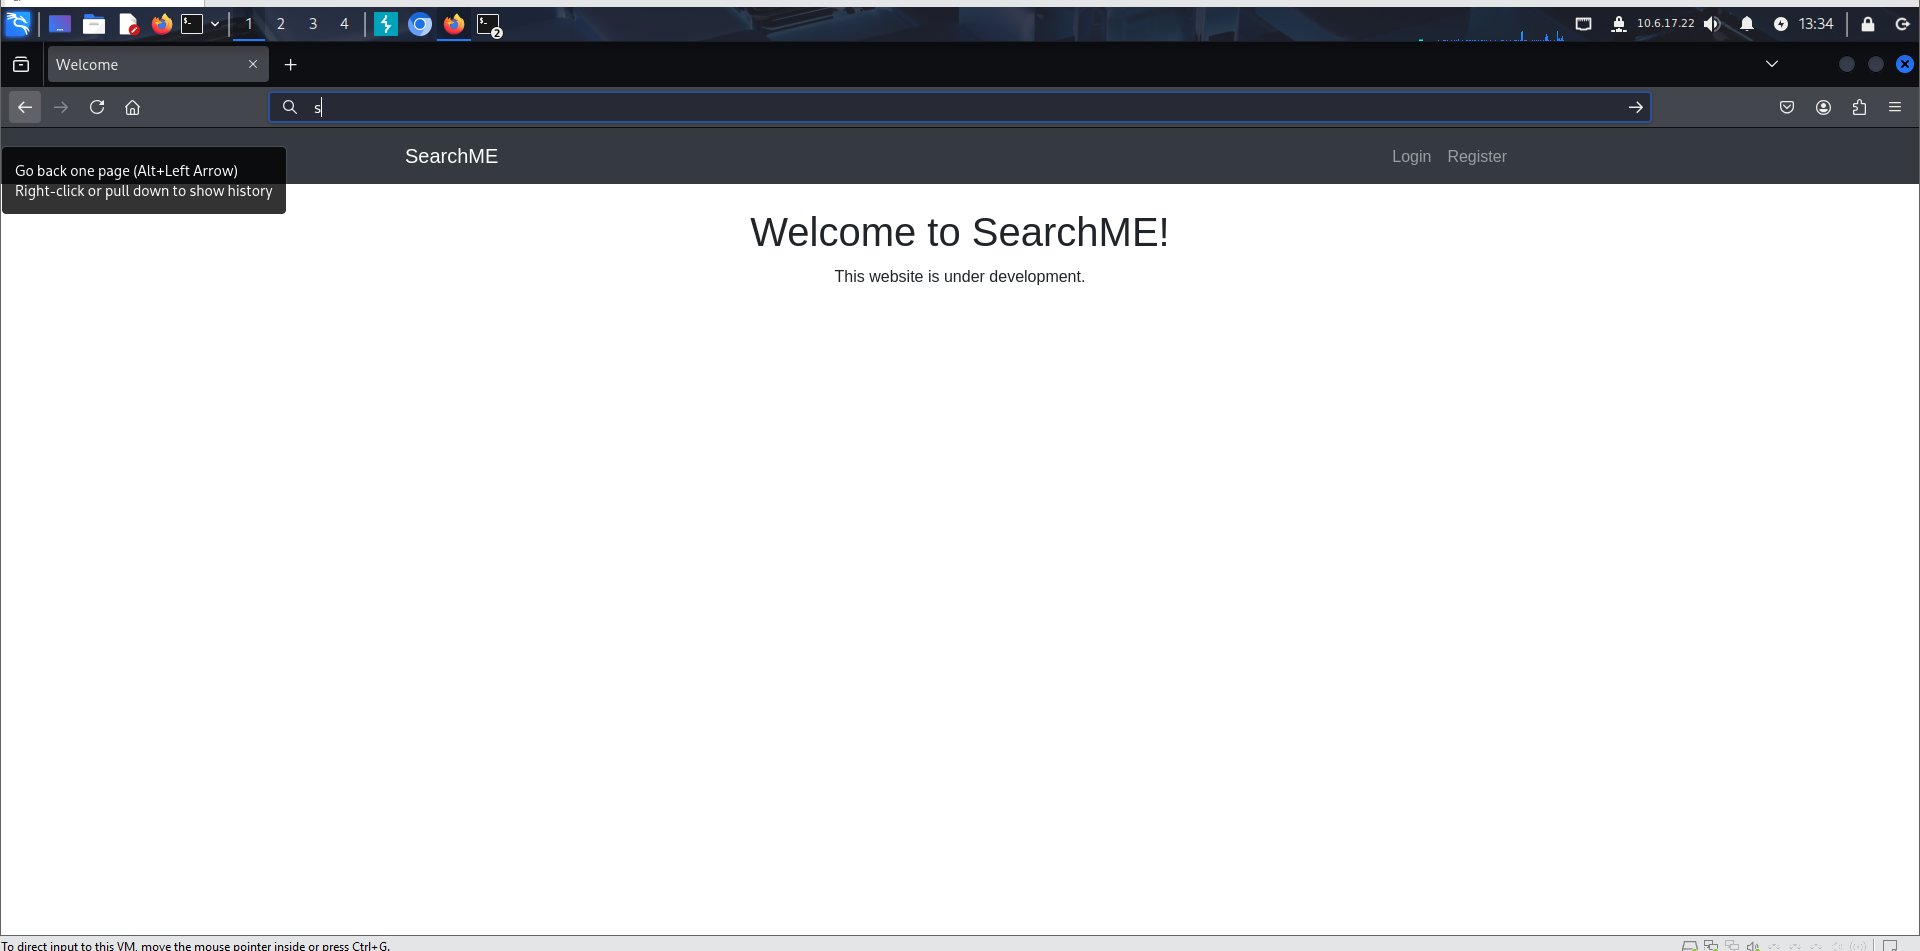 1 2 3 4 2 10.6.17.22 13:34
Welcome
s
SearchME Login Register
Go back one page (Alt+Left Arrow)
Right-click or pull down to show history
Welcome to SearchME!
This website is under development.
To direct input to this VM, move the mouse pointer inside or press Ctrl+G.